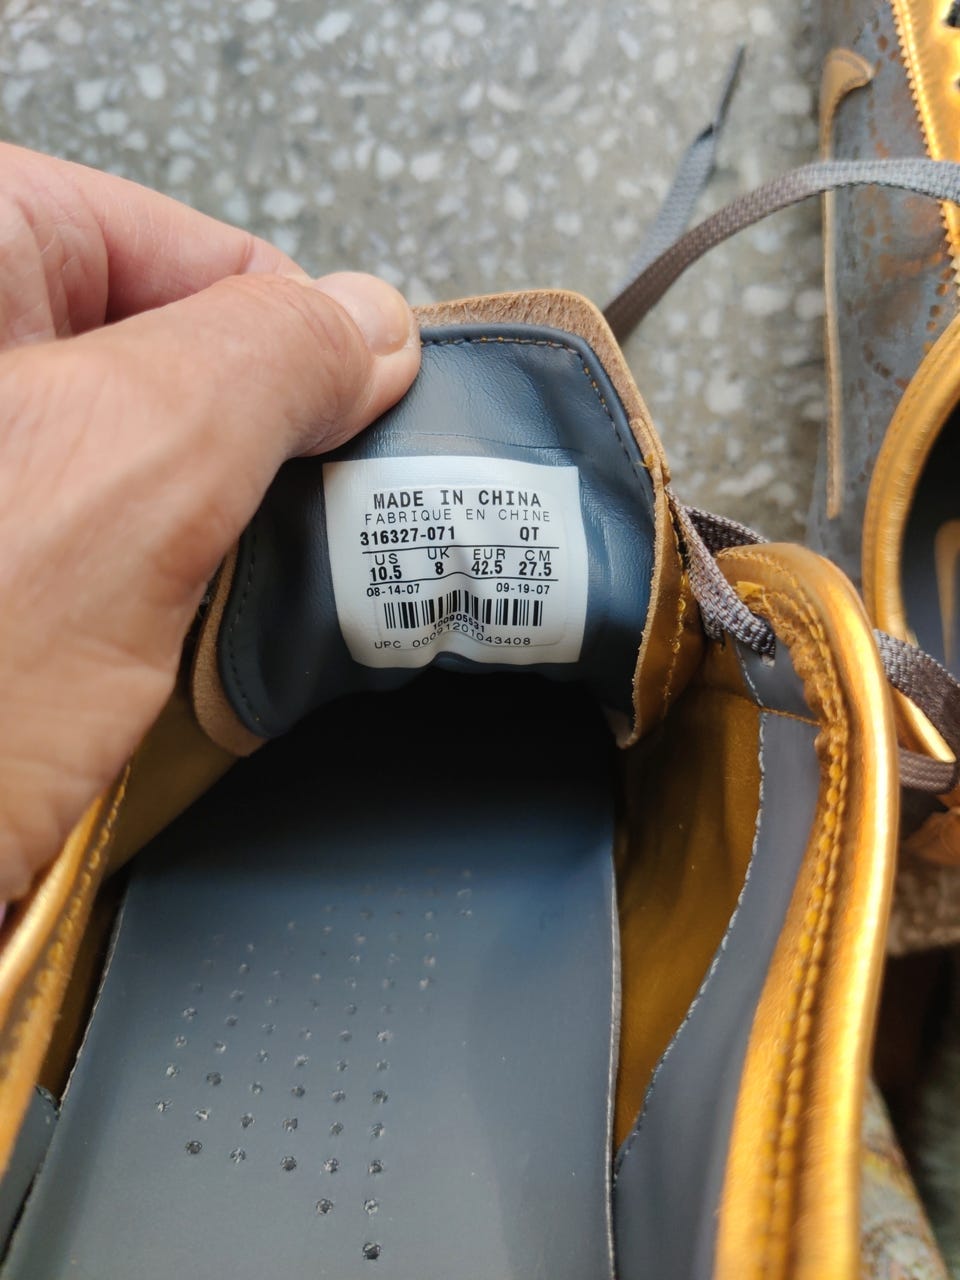 MADE IN CHINA
FABRIQUE EN CHINE
316327-071 QT
US UK EUR CM
10.5 8 42.5 27.5
08-14-07 09-19-07
100905531
UPC 00091201043408